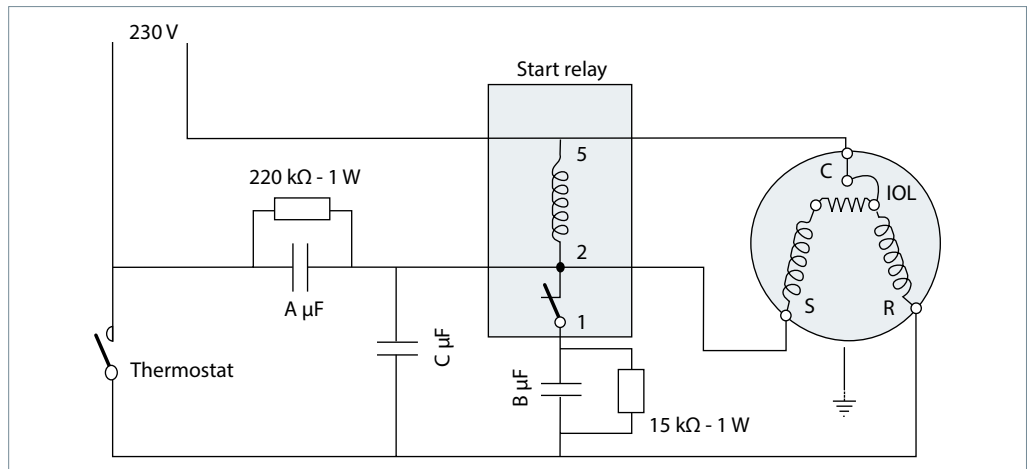 230 V
Start relay
5
220 kΩ - 1 W
C
IOL
2
A µF
S
R
1
C µF
Thermostat
B µF
15 kΩ - 1 W